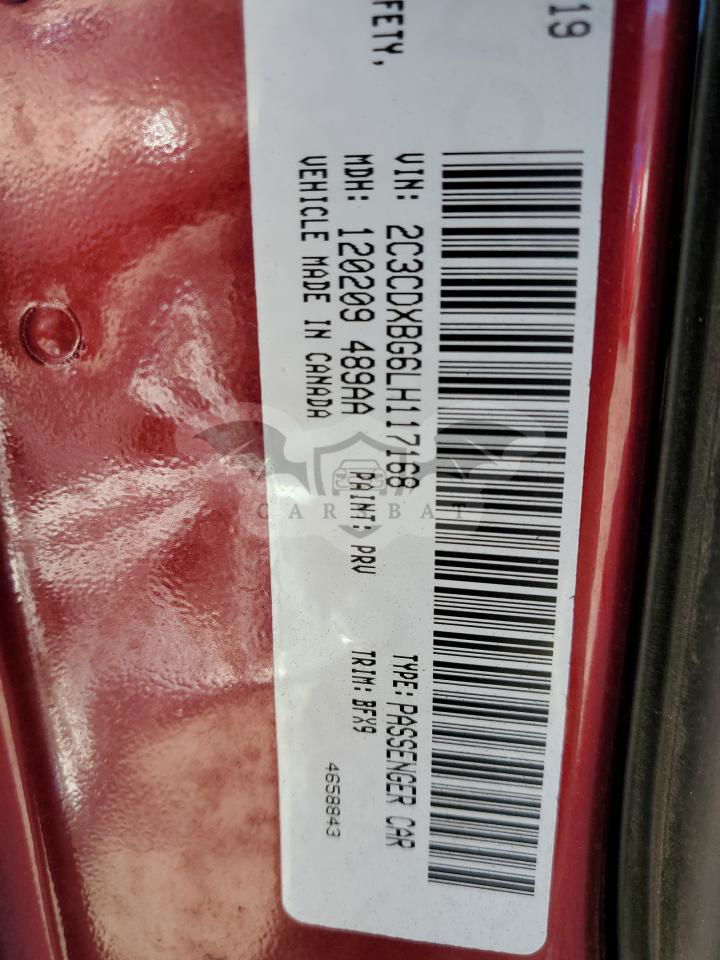 19
FETY,
VIN: 2C3CDXBG6LH117168 TYPE: PASSENGER CAR
MDH: 120209 489AA PAINT: PRV TRIM: BFX9
VEHICLE MADE IN CANADA 4658843
CARSBAT